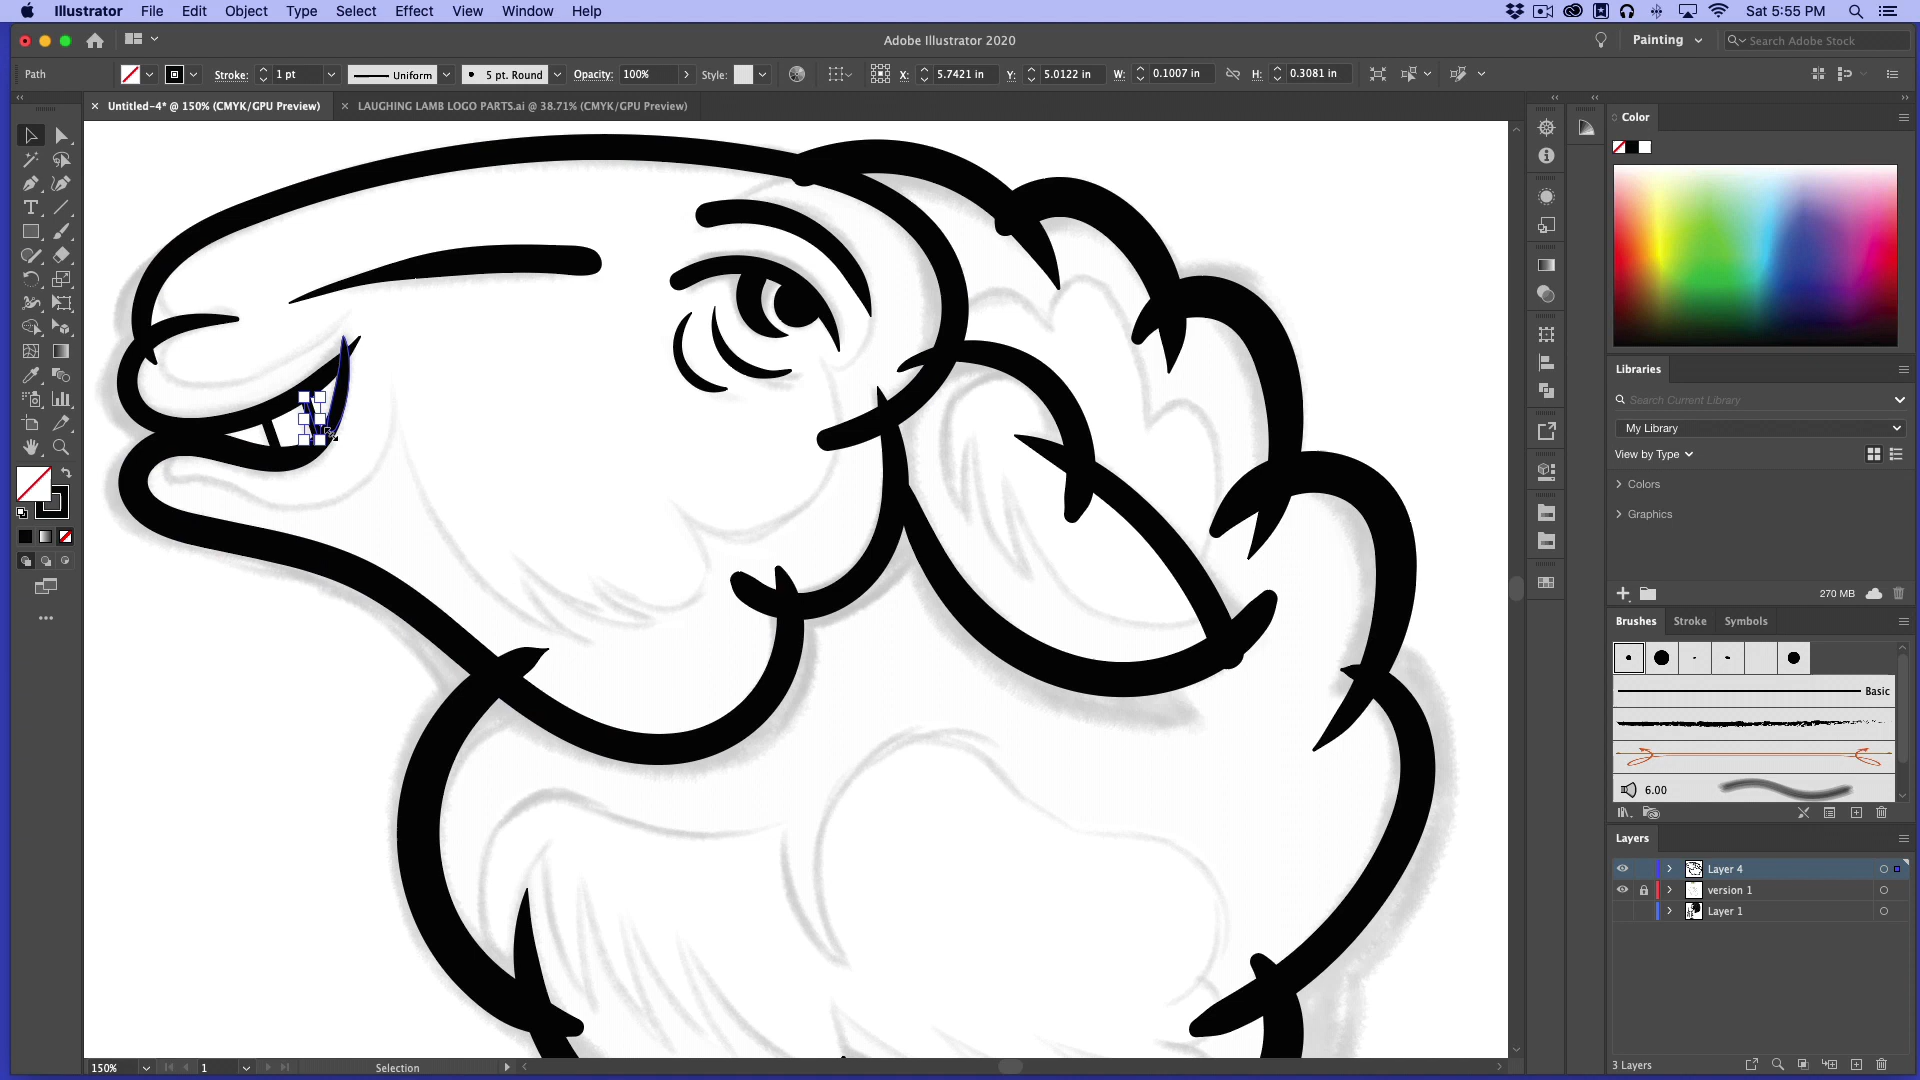 Illustrator File Edit Object Type Select Effect View Window Help Sat 5:55 PM
Adobe Illustrator 2020 Painting Search Adobe Stock
Path Stroke: 1 pt Uniform 5 pt. Round Opacity: 100% Style: X: 5.7421 in Y: 5.0122 in W: 0.1007 in H: 0.3081 in
Untitled-4* @ 150% (CMYK/GPU Preview) LAUGHING LAMB LOGO PARTS.ai @ 38.71% (CMYK/GPU Preview)
Color
Libraries
Search Current Library
My Library
View by Type
Colors
Graphics
270 MB
Brushes Stroke Symbols
Basic
6.00
Layers
Layer 4
version 1
Layer 1
3 Layers
150% 1 Selection